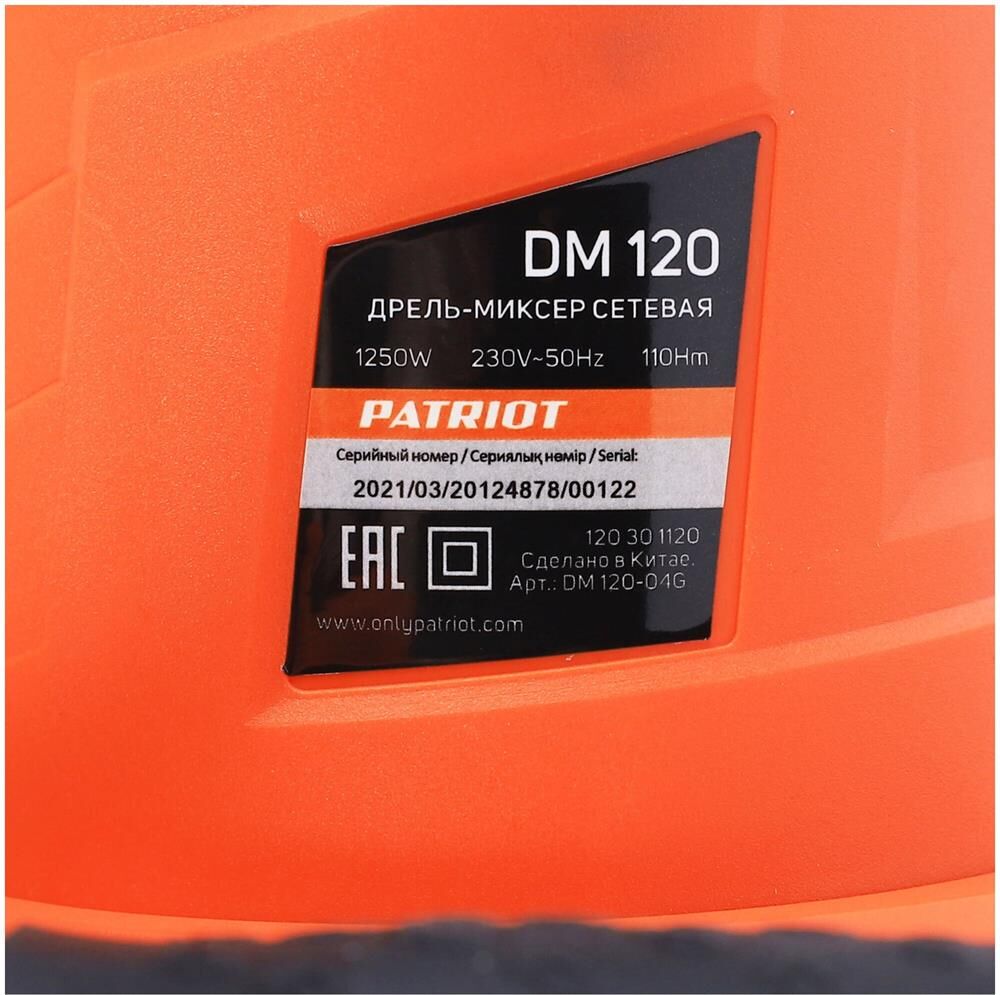 DM 120
ДРЕЛЬ-МИКСЕР СЕТЕВАЯ
1250W 230V~50Hz 110Hm
PATRIOT
Серийный номер / Сериялық нөмір / Serial:
2021/03/20124878/00122
EAC
120 30 1120
Сделано в Китае.
Арт.: DM 120-04G
www.onlypatriot.com